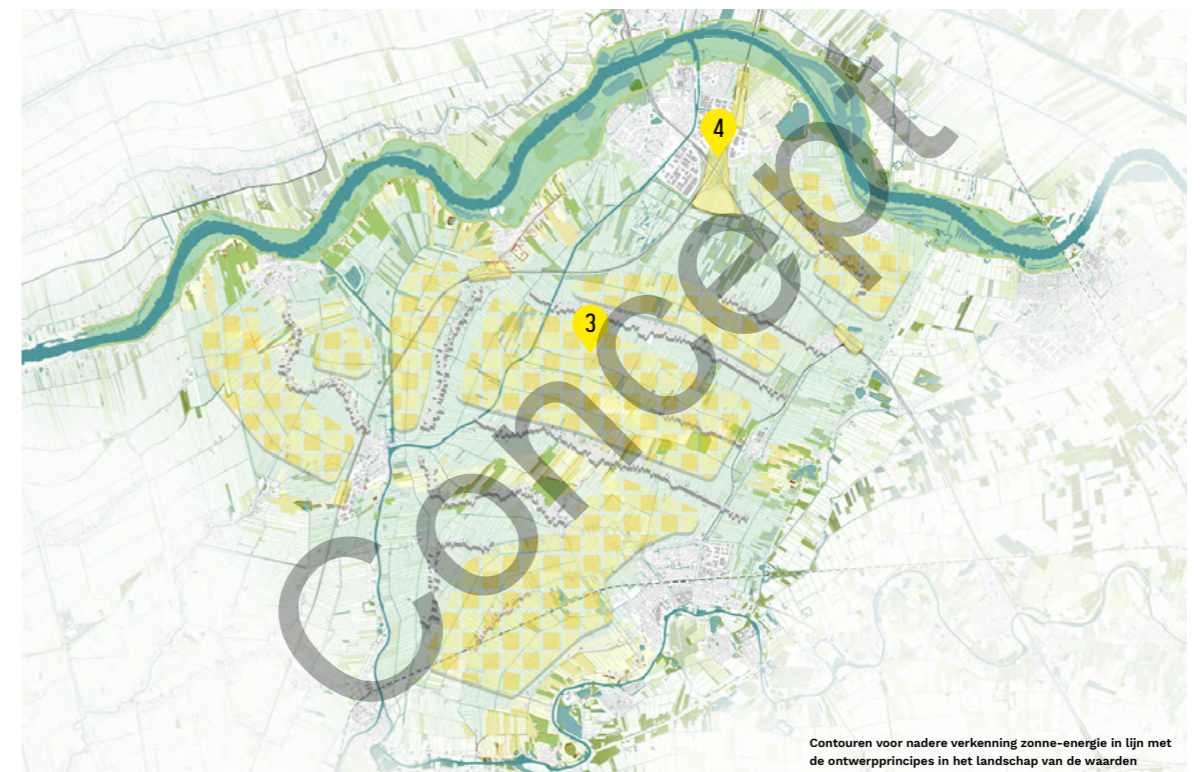 4
3
Concept
Contouren voor nadere verkenning zonne-energie in lijn met
de ontwerpprincipes in het landschap van de waarden